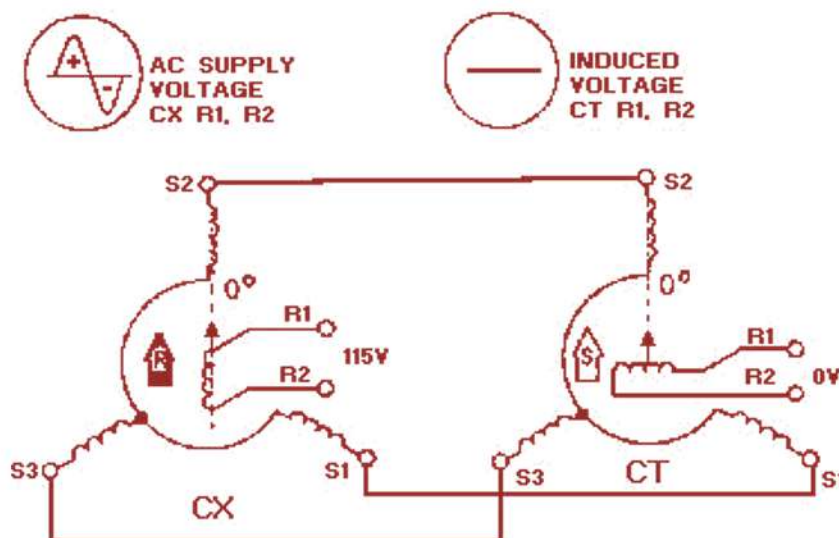 +
-
AC SUPPLY
VOLTAGE
CX R1, R2
INDUCED
VOLTAGE
CT R1, R2
S2
S2
0°
0°
R1
R
115V
R2
R1
S
R2
0V
S3
S1
S3
CT
S1
CX